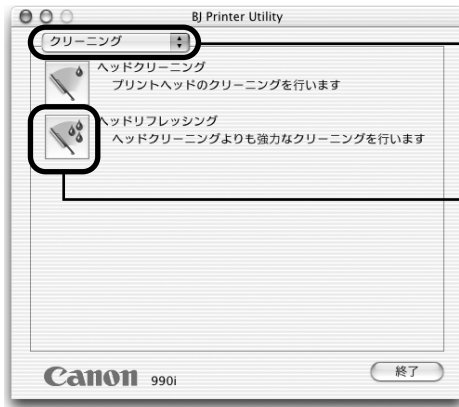 BJ Printer Utility
クリーニング
ヘッドクリーニング
プリントヘッドのクリーニングを行います
ヘッドリフレッシング
ヘッドクリーニングよりも強力なクリーニングを行います
Canon 990i
終了